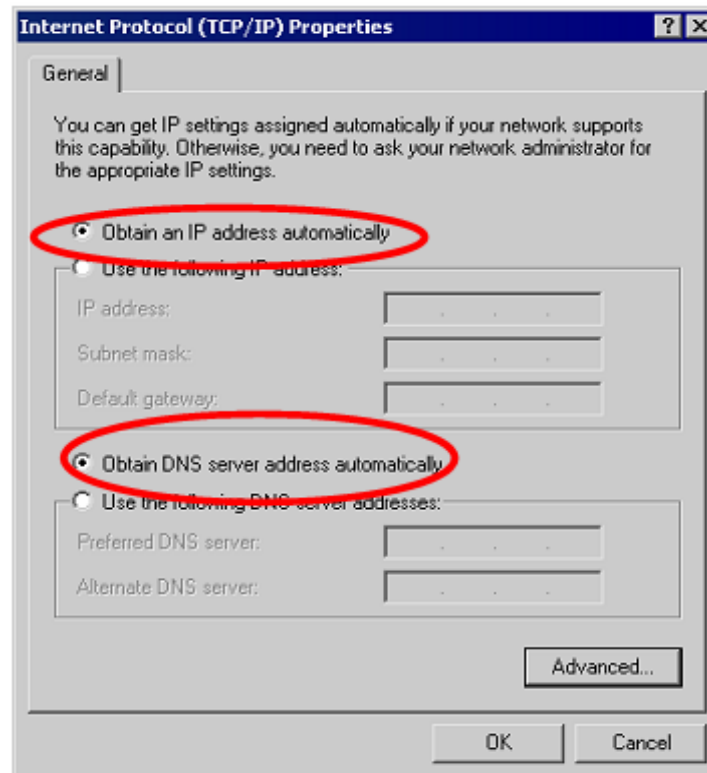 Internet Protocol (TCP/IP) Properties
General
You can get IP settings assigned automatically if your network supports
this capability. Otherwise, you need to ask your network administrator for
the appropriate IP settings.
Obtain an IP address automatically
Use the following IP address:
IP address:
Subnet mask:
Default gateway:
Obtain DNS server address automatically
Use the following DNS server addresses:
Preferred DNS server:
Alternate DNS server:
Advanced...
OK
Cancel